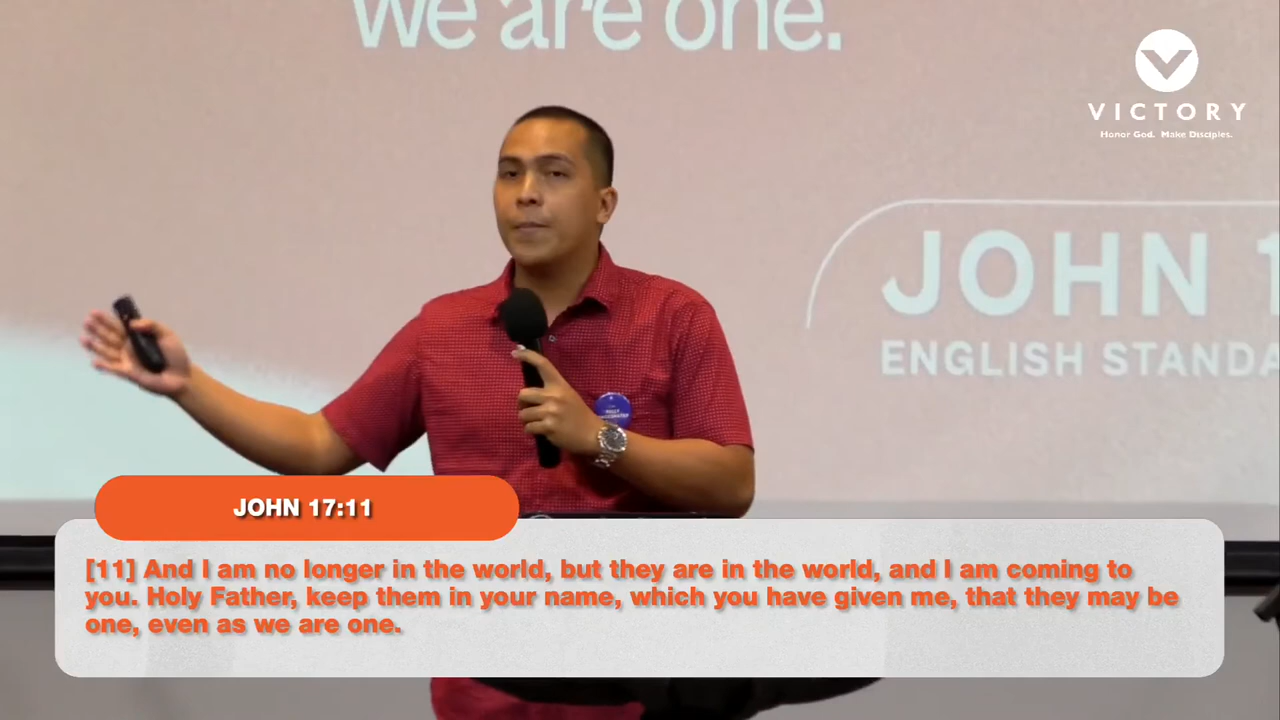 we are one.
VICTORY
Honor God. Make Disciples.
JOHN 1
ENGLISH STANDA
JOHN 17:11
[11] And I am no longer in the world, but they are in the world, and I am coming to
you. Holy Father, keep them in your name, which you have given me, that they may be
one, even as we are one.